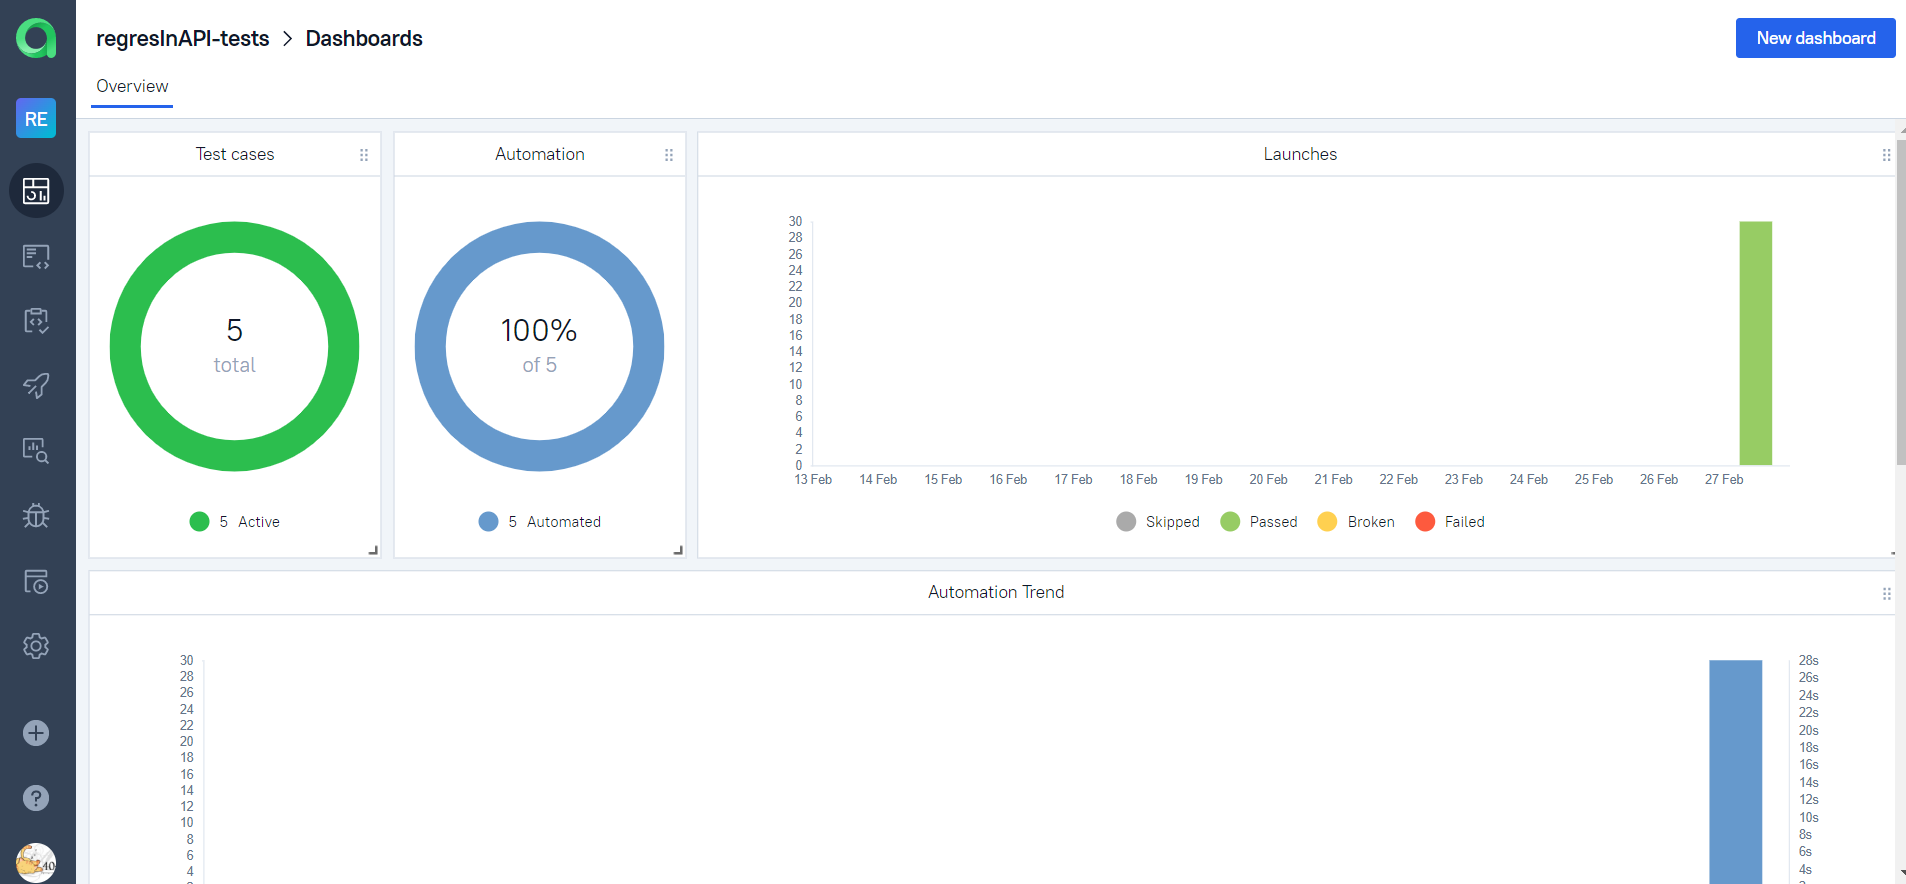 regresInAPI-tests > Dashboards
New dashboard
Overview
RE
Test cases
5
total
5 Active
Automation
100%
of 5
5 Automated
Launches
30
28
26
24
22
20
18
16
14
12
10
8
6
4
2
0
13 Feb 14 Feb 15 Feb 16 Feb 17 Feb 18 Feb 19 Feb 20 Feb 21 Feb 22 Feb 23 Feb 24 Feb 25 Feb 26 Feb 27 Feb
Skipped Passed Broken Failed
Automation Trend
30
28
26
24
22
20
18
16
14
12
10
8
6
4
28s
26s
24s
22s
20s
18s
16s
14s
12s
10s
8s
6s
4s
?
40